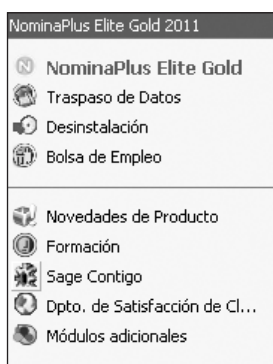 NominaPlus Elite Gold 2011
NominaPlus Elite Gold
Traspaso de Datos
Desinstalación
Bolsa de Empleo
Novedades de Producto
Formación
Sage Contigo
Dpto. de Satisfacción de Cl...
Módulos adicionales